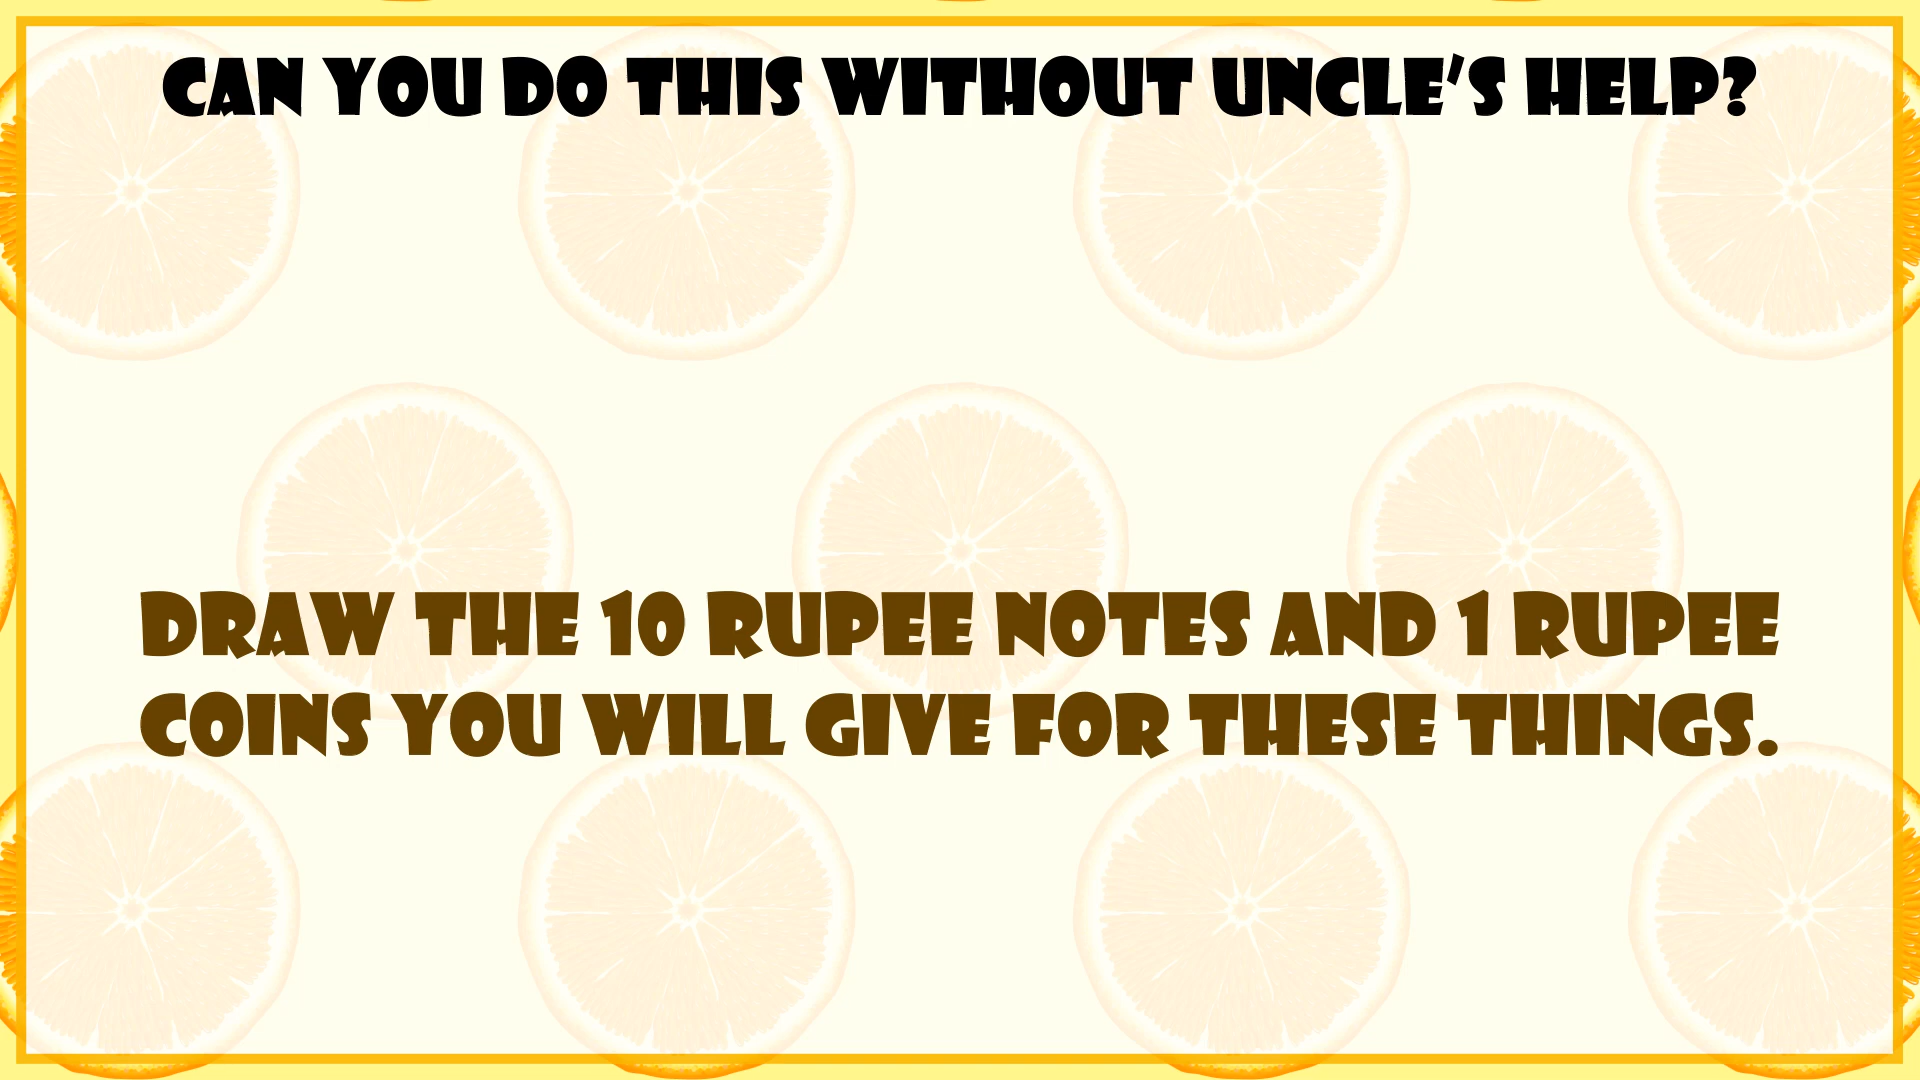 CAN YOU DO THIS WITHOUT UNCLE'S HELP?
DRAW THE 10 RUPEE NOTES AND 1 RUPEE
COINS YOU WILL GIVE FOR THESE THINGS.